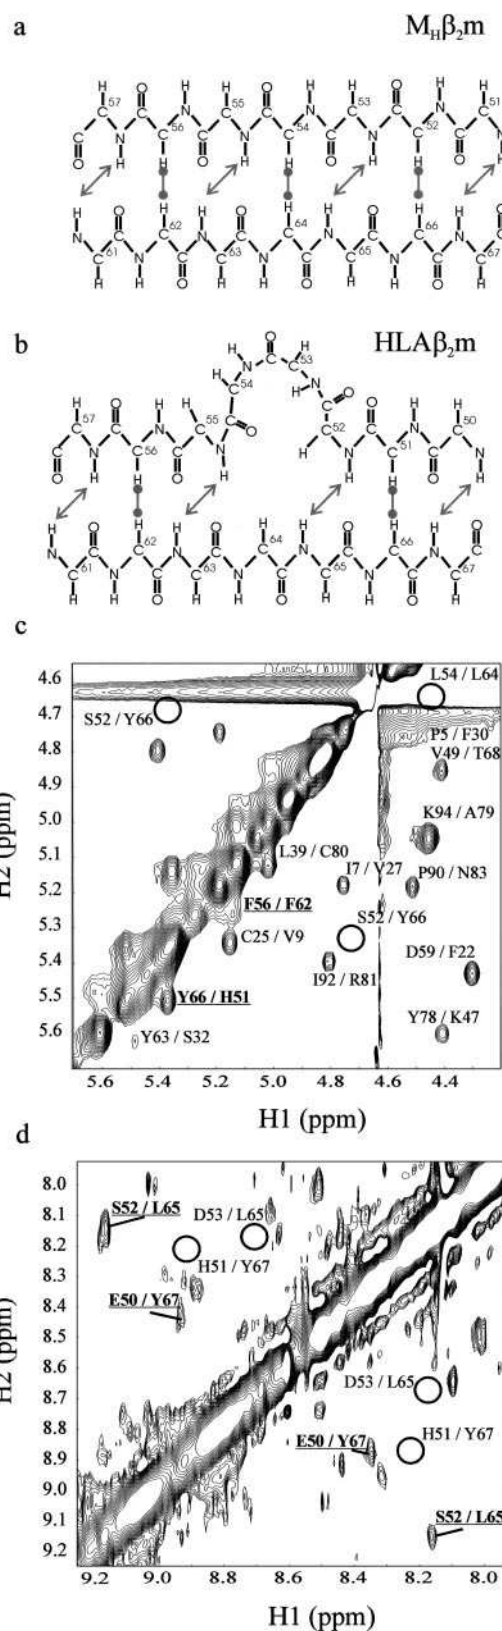 a
M_Hβ₂m
H H O H O H O H H
C 57 C N C 55 C N C 53 C N C 51
C N C 56 N C C 54 N C C 52 N C
O H H O H H O H H O H
H H O H H O H H O
N C C 62 N C C 64 N C C 66 N C
C 61 N C 63 N C 65 N C 67
H H O H H O H H O H
b
HLAβ₂m
O H
H N C C 53
H C 54 N H
O H H O H O H H
C 57 C N C 55 C O C 52 C N C 50
C N C 56 N N C 51 N
O H H O H H H O H
H O H H O H H O H H O
N C C 62 N C C 64 N C C 66 N C
C 61 N C 63 N C 65 N C 67
H H O H H O H H O H
c
4.6
4.7
4.8
4.9
5.0
5.1
5.2
5.3
5.4
5.5
5.6
H2 (ppm)
L54 / L64
S52 / Y66
P5 / F30
V49 / T68
K94 / A79
L39 / C80
I7 / V27
P90 / N83
F56 / F62
S52 / Y66
C25 / V9
D59 / F22
I92 / R81
Y66 / H51
Y78 / K47
Y63 / S32
5.6 5.4 5.2 5.0 4.8 4.6 4.4
H1 (ppm)
d
8.0
8.1
8.2
8.3
8.4
8.5
8.6
8.7
8.8
8.9
9.0
9.1
9.2
H2 (ppm)
S52 / L65
D53 / L65
H51 / Y67
E50 / Y67
D53 / L65
H51 / Y67
E50 / Y67
S52 / L65
9.2 9.0 8.8 8.6 8.4 8.2 8.0
H1 (ppm)